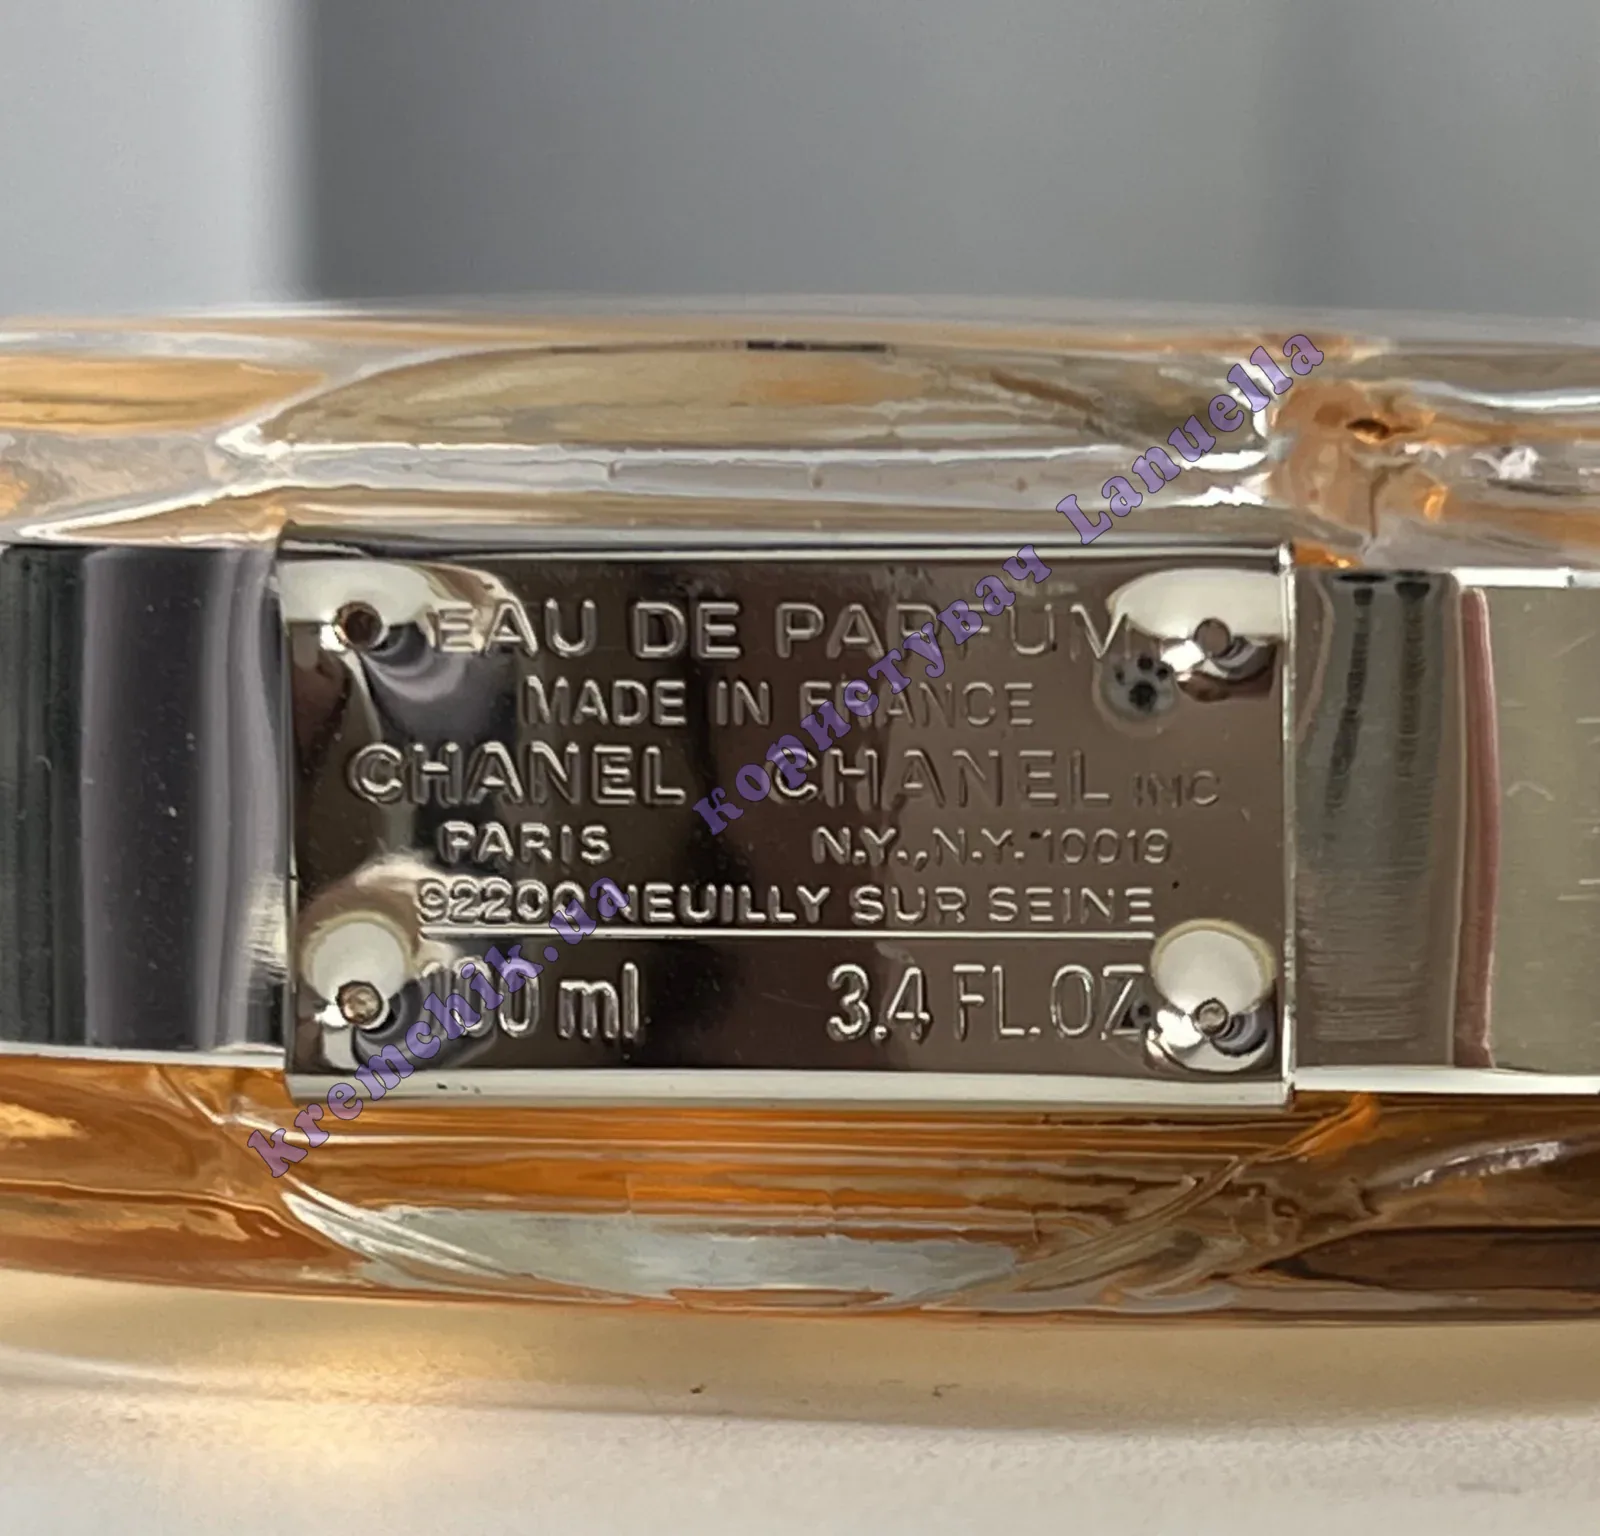 EAU DE PARFUM
MADE IN FRANCE
CHANEL CHANEL INC
PARIS N.Y., N.Y. 10019
92200 NEUILLY SUR SEINE
100 ml 3.4 FL.OZ.
kremchik.ua користувач Lanuella